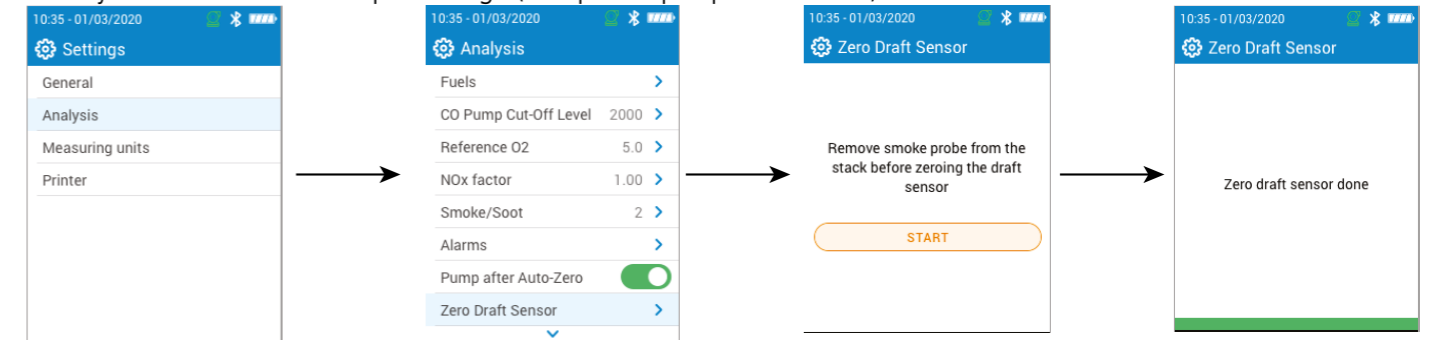 10:35 - 01/03/2020
Settings
General
Analysis
Measuring units
Printer
10:35 - 01/03/2020
Analysis
Fuels
CO Pump Cut-Off Level 2000
Reference O2 5.0
NOx factor 1.00
Smoke/Soot 2
Alarms
Pump after Auto-Zero
Zero Draft Sensor
10:35 - 01/03/2020
Zero Draft Sensor
Remove smoke probe from the
stack before zeroing the draft
sensor
START
10:35 - 01/03/2020
Zero Draft Sensor
Zero draft sensor done